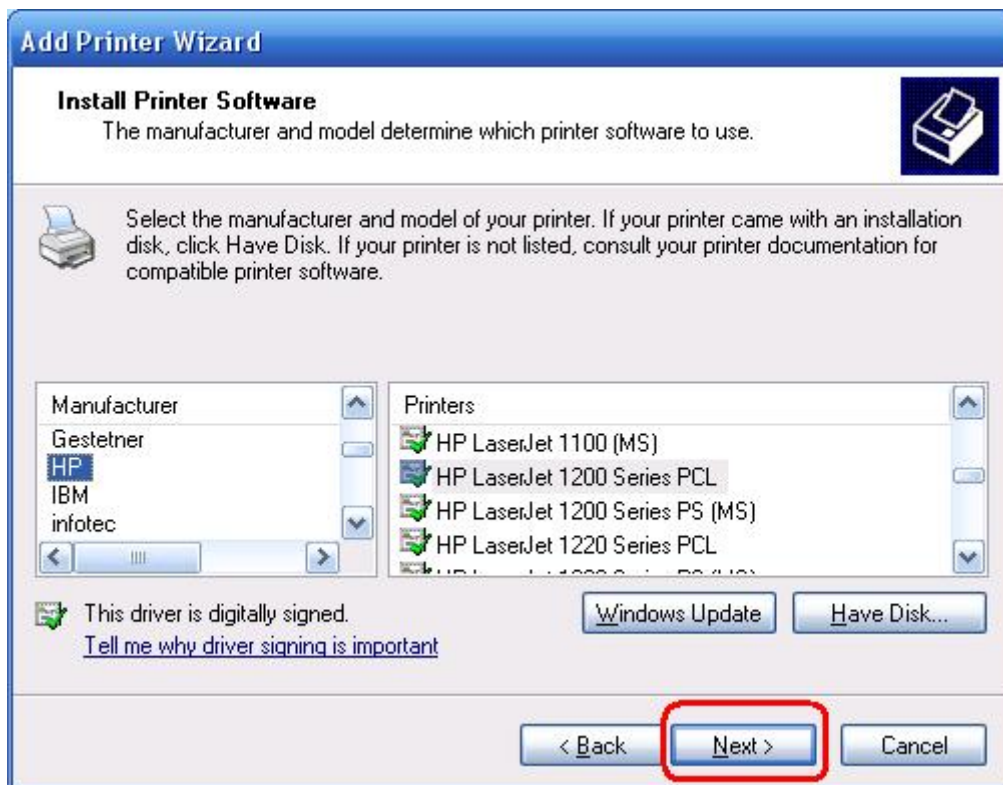 Add Printer Wizard
Install Printer Software
The manufacturer and model determine which printer software to use.
Select the manufacturer and model of your printer. If your printer came with an installation
disk, click Have Disk. If your printer is not listed, consult your printer documentation for
compatible printer software.
Manufacturer
Gestetner
HP
IBM
infotec
Printers
HP LaserJet 1100 (MS)
HP LaserJet 1200 Series PCL
HP LaserJet 1200 Series PS (MS)
HP LaserJet 1220 Series PCL
This driver is digitally signed.
Tell me why driver signing is important
Windows Update
Have Disk...
< Back
Next >
Cancel